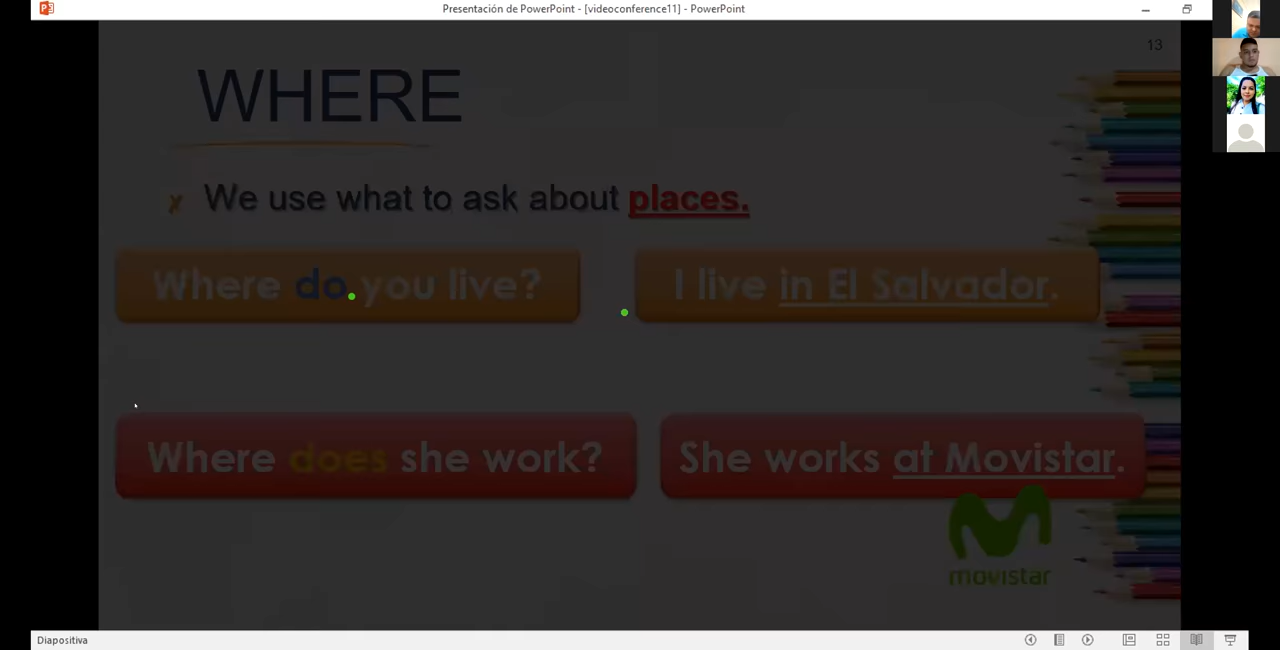 Presentación de PowerPoint - [videoconference11] - PowerPoint
13
WHERE
✗ We use what to ask about places.
Where do you live?
I live in El Salvador.
Where does she work?
She works at Movistar.
movistar
Diapositiva